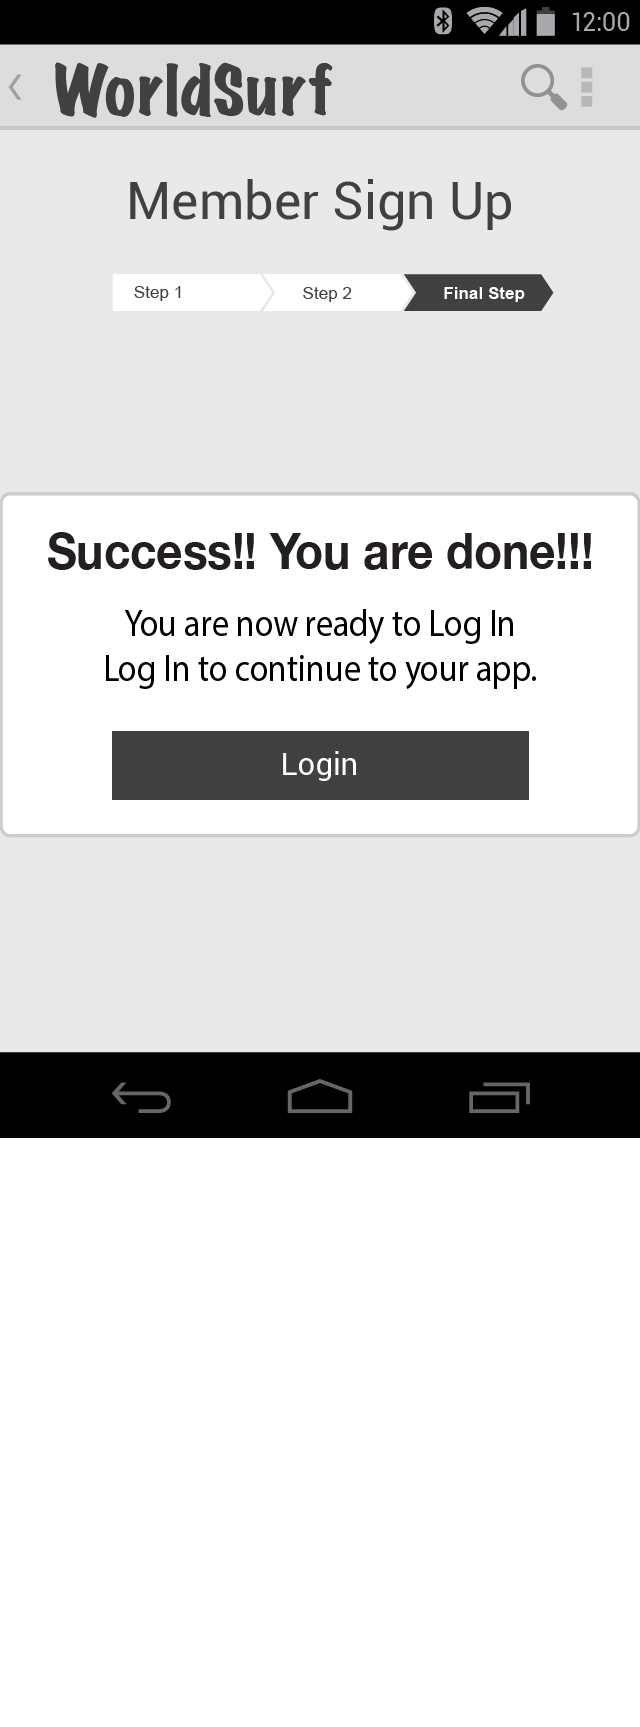 12:00
WorldSurf
Member Sign Up
Step 1 Step 2 Final Step
Success!! You are done!!!
You are now ready to Log In
Log In to continue to your app.
Login